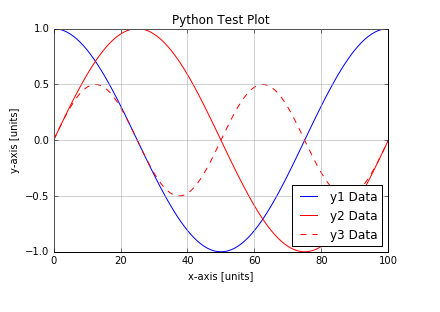 Python Test Plot
1.0
0.5
0.0
−0.5
−1.0
y-axis [units]
0 20 40 60 80 100
x-axis [units]
y1 Data
y2 Data
y3 Data